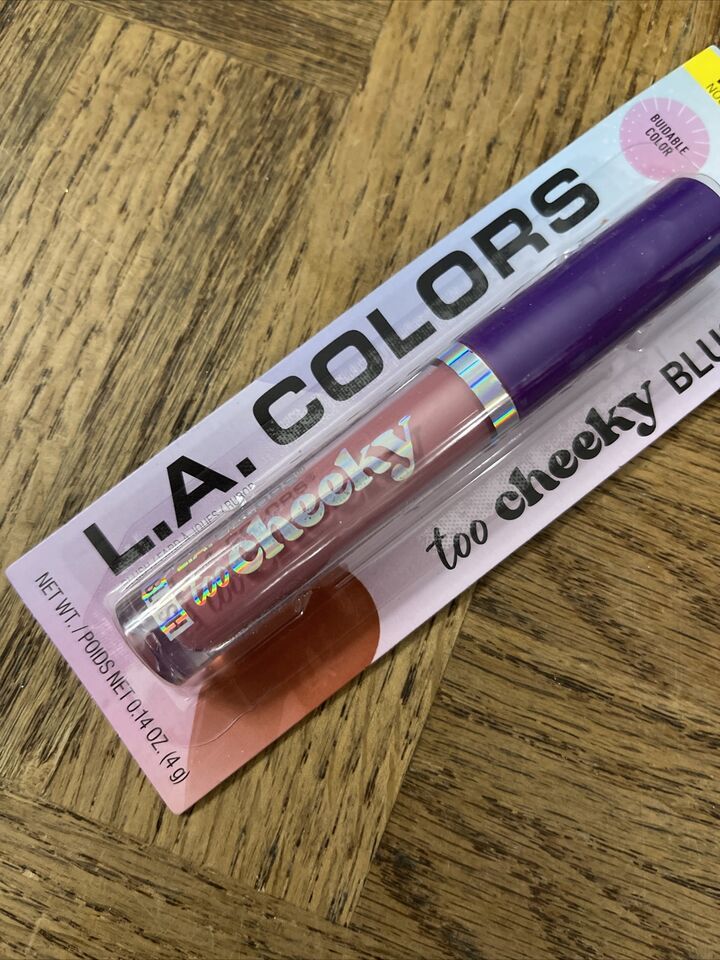 BUIDABLE
COLOR
L.A. COLORS
too cheeky
too cheeky BLU
NET WT. / POIDS NET 0.14 OZ. (4 g)